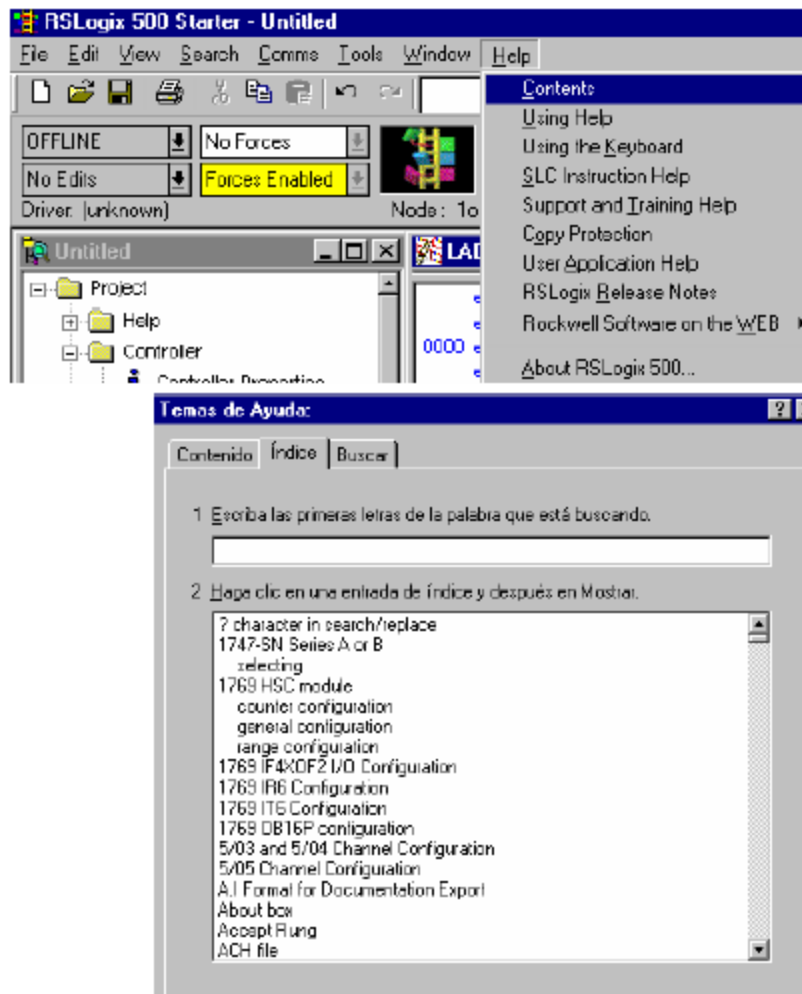 RSLogix 500 Starter - Untitled
File Edit View Search Comms Tools Window Help
OFFLINE No Forces
No Edits Forces Enabled
Driver: (unknown) Node: 1o
Untitled
LAD
Project
Help
Controller
Controller Properties
0000
Contents
Using Help
Using the Keyboard
SLC Instruction Help
Support and Training Help
Copy Protection
User Application Help
RSLogix Release Notes
Rockwell Software on the WEB
About RSLogix 500...
Temas de Ayuda:
Contenido Índice Buscar
1 Escriba las primeras letras de la palabra que está buscando.
2 Haga clic en una entrada de índice y después en Mostrar.
? character in search/replace
1747-SN Series A or B
selecting
1769 HSC module
counter configuration
general configuration
range configuration
1769 IF4XOF2 I/O Configuration
1769 IR6 Configuration
1769 IT6 Configuration
1769 OB16P configuration
5/03 and 5/04 Channel Configuration
5/05 Channel Configuration
A.I Format for Documentation Export
About box
Accept Rung
ACH file